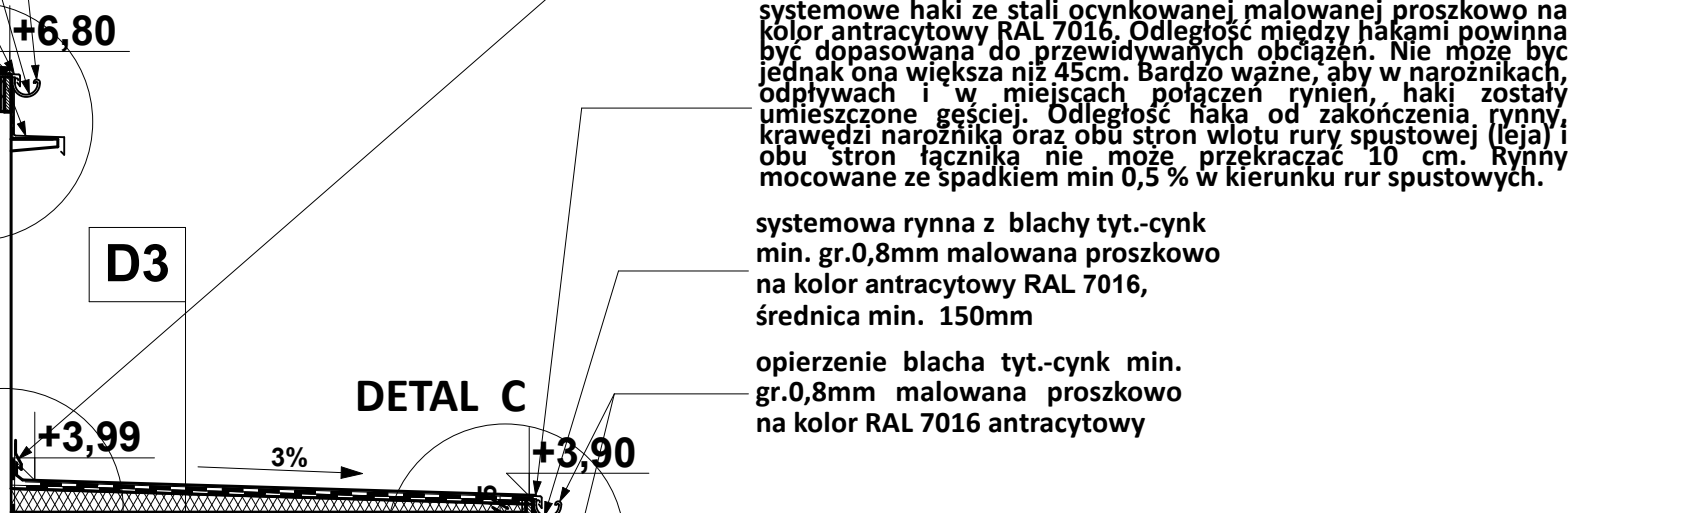 +6,80
systemowe haki ze stali ocynkowanej malowanej proszkowo na
kolor antracytowy RAL 7016. Odległość między hakami powinna
być dopasowana do przewidywanych obciążeń. Nie może byc
jednak ona większa niż 45cm. Bardzo ważne, aby w narożnikach,
odpływach i w miejscach połączeń rynien, haki zostały
umieszczone gęściej. Odległość haka od zakończenia rynny,
krawędzi narożnika oraz obu stron wlotu rury spustowej (leja) i
obu stron łącznika nie może przekraczać 10 cm. Rynny
mocowane ze spadkiem min 0,5 % w kierunku rur spustowych.
D3
systemowa rynna z blachy tyt.-cynk
min. gr.0,8mm malowana proszkowo
na kolor antracytowy RAL 7016,
średnica min. 150mm
opierzenie blacha tyt.-cynk min.
gr.0,8mm malowana proszkowo
na kolor RAL 7016 antracytowy
DETAL C
+3,99
3%
+3,90